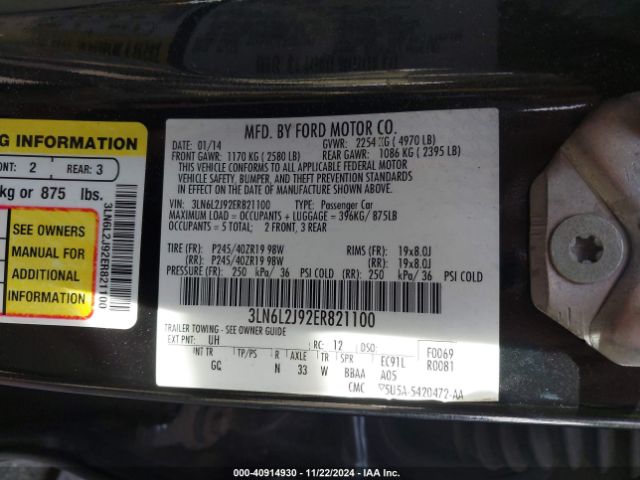 MFD. BY FORD MOTOR CO.
DATE: 01/14 GVWR: 2254 KG ( 4970 LB)
FRONT GAWR: 1170 KG ( 2580 LB) REAR GAWR: 1086 KG ( 2395 LB)
THIS VEHICLE CONFORMS TO ALL APPLICABLE FEDERAL MOTOR
VEHICLE SAFETY, BUMPER, AND THEFT PREVENTION STANDARDS
IN EFFECT ON THE DATE OF MANUFACTURE SHOWN ABOVE.
VIN: 3LN6L2J92ER821100 TYPE: Passenger Car
MAXIMUM LOAD = OCCUPANTS + LUGGAGE = 396KG/875LB
OCCUPANTS = 5 TOTAL: 2 FRONT, 3 REAR
TIRE (FR): P245/40ZR19 98W RIMS (FR): 19x8.0J
(RR): P245/40ZR19 98W (RR): 19x8.0J
PRESSURE (FR): 250 kPa/ 36 PSI COLD (RR): 250 kPa/ 36 PSI COLD
3LN6L2J92ER821100
TRAILER TOWING - SEE OWNER GUIDE
EXT PNT: UH RC: 12 DSO: F0069
INT TR TP/PS R AXLE TR SPR EC91L R0081
GQ N 33 W BBAA A05
CMC 5U5A-5420472-AA
G INFORMATION
ONT: 2 REAR: 3
kg or 875 lbs.
SEE OWNERS
MANUAL FOR
ADDITIONAL
INFORMATION
3LN6L2J92ER821100
000-40914930 - 11/22/2024 - IAA Inc.